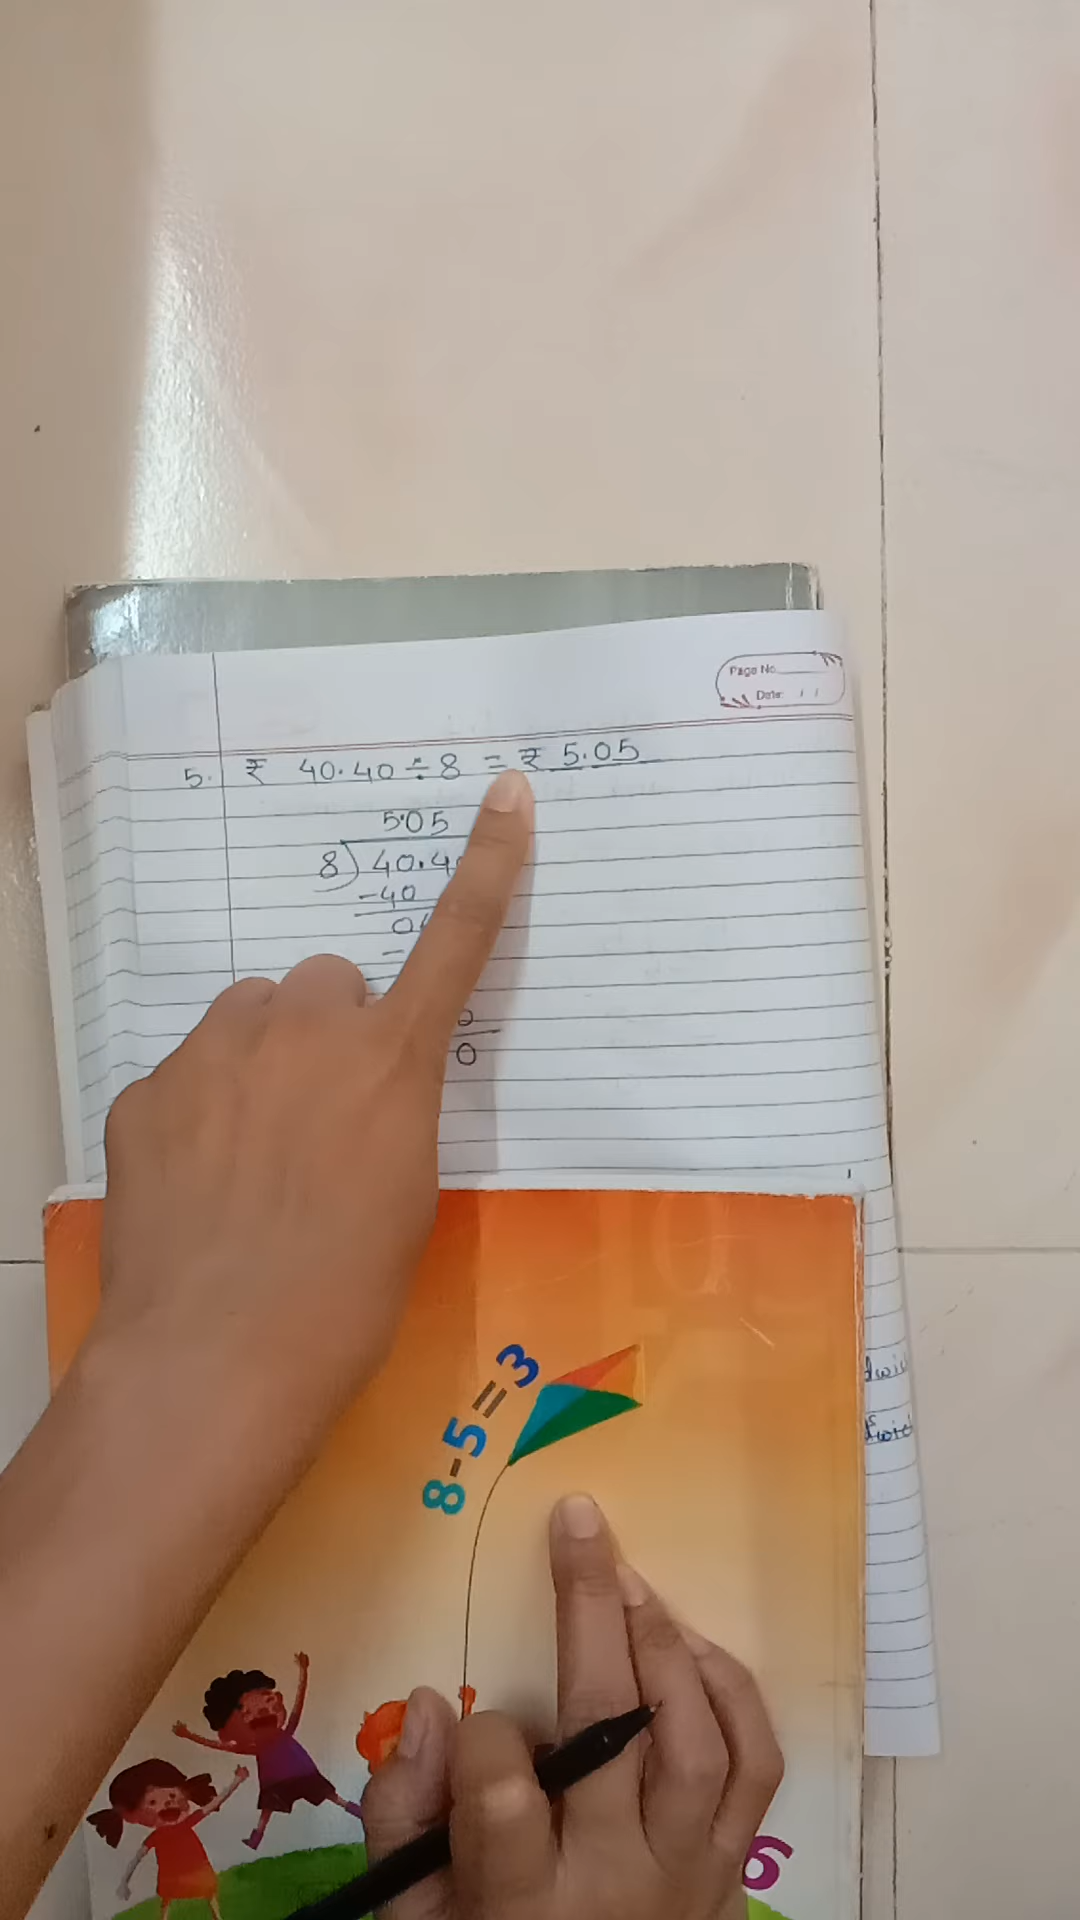 Page No.
Date: / /
5. ₹ 40.40 ÷ 8 = ₹ 5.05
5.05
8) 40.4
-40
0
-
0
8-5=3
6